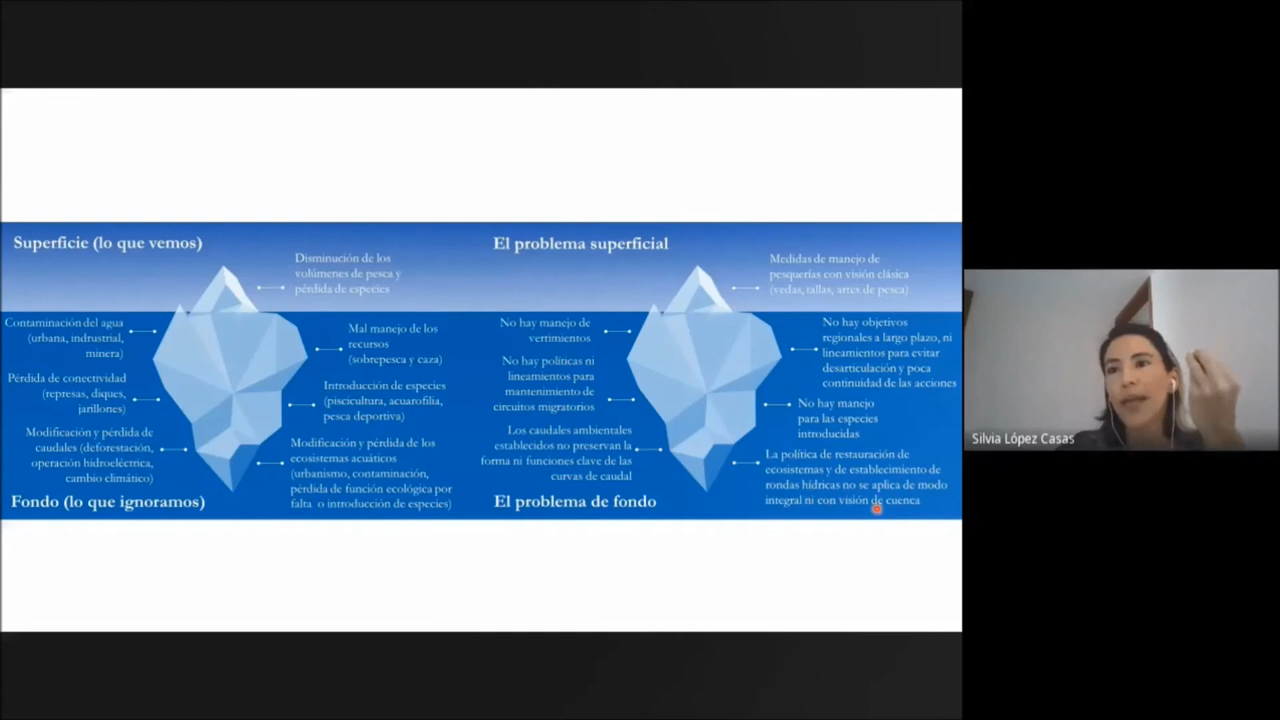 Superficie (lo que vemos)
Disminución de los
volúmenes de pesca y
pérdida de especies
Contaminación del agua
(urbana, indrustrial,
minera)
Mal manejo de los
recursos
(sobrepesca y caza)
Pérdida de conectividad
(represas, diques,
jarillones)
Introducción de especies
(piscicultura, acuarofilia,
pesca deportiva)
Modificación y pérdida de
caudales (deforestación,
operación hidroeléctrica,
cambio climático)
Modificación y pérdida de los
ecosistemas acuáticos
(urbanismo, contaminación,
pérdida de función ecológica por
falta o introducción de especies)
Fondo (lo que ignoramos)
El problema superficial
Medidas de manejo de
pesquerías con visión clásica
(vedas, tallas, artes de pesca)
No hay manejo de
vertimientos
No hay objetivos
regionales a largo plazo, ni
lineamientos para evitar
desarticulación y poca
continuidad de las acciones
No hay políticas ni
lineamientos para
mantenimiento de
circuitos migratorios
No hay manejo
para las especies
introducidas
Los caudales ambientales
establecidos no preservan la
forma ni funciones clave de las
curvas de caudal
La política de restauración de
ecosistemas y de establecimiento de
rondas hídricas no se aplica de modo
integral ni con visión de cuenca
El problema de fondo
Silvia López Casas